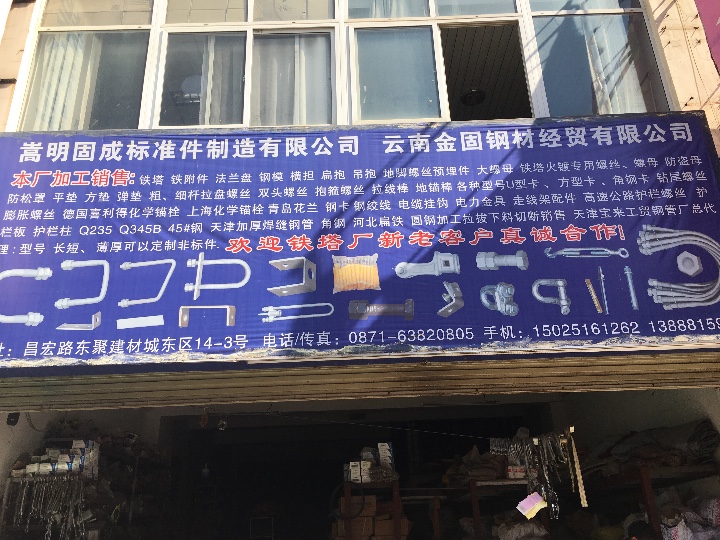 嵩明固成标准件制造有限公司 云南金固钢材经贸有限公司
本厂加工销售：铁塔 铁附件 法兰盘 钢模 横担 扁抱 吊抱 地脚螺丝预埋件 大螺母 铁塔火镀专用螺丝、螺母 防盗母
防松罩 平垫 方垫 弹垫 粗、细杆拉盘螺丝 双头螺丝 抱箍螺丝 拉线棒 地锚棒 各种型号U型卡、方型卡、角钢卡 钻尾螺丝
膨胀螺丝 德国喜利得化学锚栓 上海化学锚栓 青岛花兰 钢卡 钢绞线 电缆挂钩 电力金具 走线架配件 高速公路护栏螺丝 护
栏板 护栏柱 Q235 Q345B 45#钢 天津加厚焊缝钢管 角钢 河北扁铁 圆钢加工拉拔下料切断销售 天津宝来工贸钢管厂总代
理：型号 长短、薄厚可以定制非标件. 欢迎铁塔厂新老客户真诚合作！
址：昌宏路东聚建材城东区14-3号 电话/传真：0871-63820805 手机：15025161262 1388815